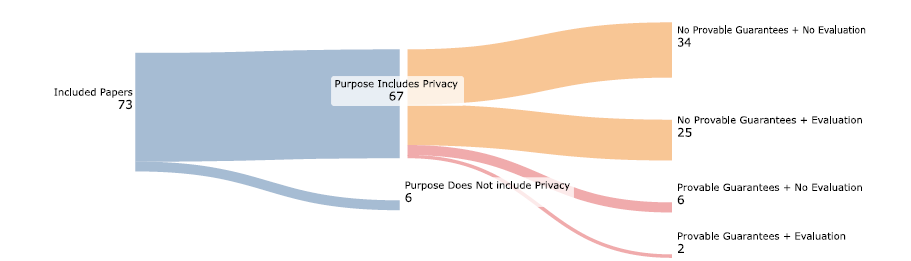 Included Papers
73
Purpose Includes Privacy
67
Purpose Does Not include Privacy
6
No Provable Guarantees + No Evaluation
34
No Provable Guarantees + Evaluation
25
Provable Guarantees + No Evaluation
6
Provable Guarantees + Evaluation
2